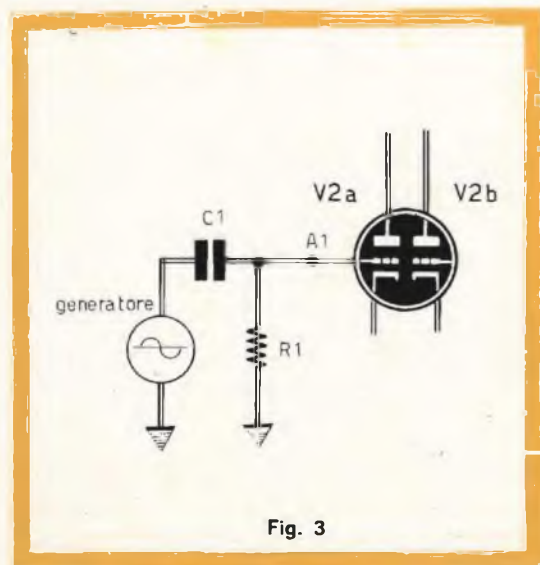 V2a
V2b
C1
A1
generatore
R1
Fig. 3